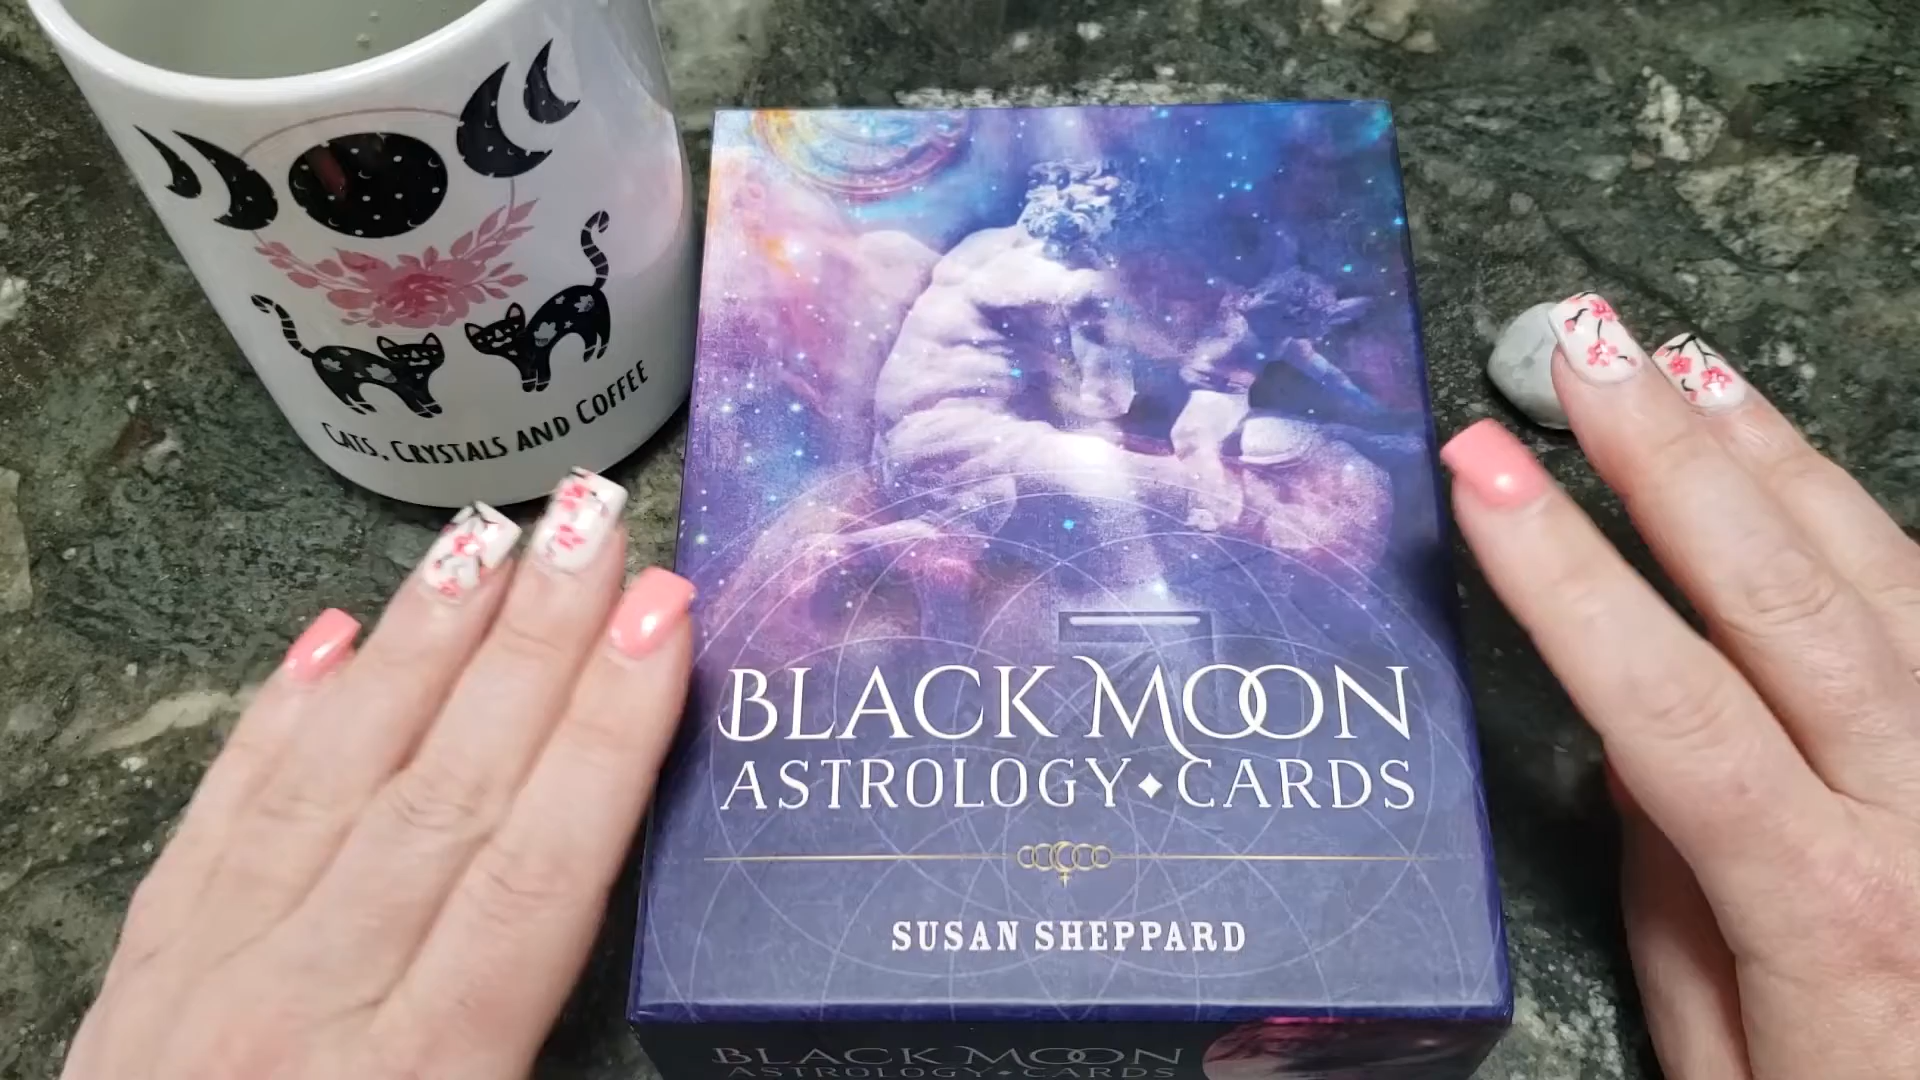 CATS, CRYSTALS AND COFFEE
BLACK MOON
ASTROLOGY CARDS
SUSAN SHEPPARD
BLACK MOON
ASTROLOGY CARDS